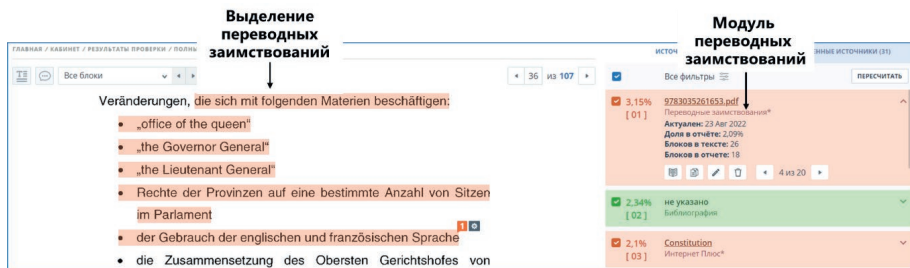 Выделение
переводных
заимствований
Модуль
переводных
заимствований
ГЛАВНАЯ / КАБИНЕТ / РЕЗУЛЬТАТЫ ПРОВЕРКИ / ПОЛНЫ
ИСТОЧ
ННЫЕ ИСТОЧНИКИ (31)
Все блоки
36 из 107
Все фильтры
ПЕРЕСЧИТАТЬ
Veränderungen, die sich mit folgenden Materien beschäftigen:
• „office of the queen“
• „the Governor General“
• „the Lieutenant General“
• Rechte der Provinzen auf eine bestimmte Anzahl von Sitzen
im Parlament
1
• der Gebrauch der englischen und französischen Sprache
• die Zusammensetzung des Obersten Gerichtshofes von
3,15% 9783035261653.pdf
[ 01 ] Переводные заимствования*
Актуален: 23 Авг 2022
Доля в отчёте: 2,09%
Блоков в тексте: 26
Блоков в отчете: 18
4 из 20
2,34% не указано
[ 02 ] Библиография
2,1% Constitution
[ 03 ] Интернет Плюс*